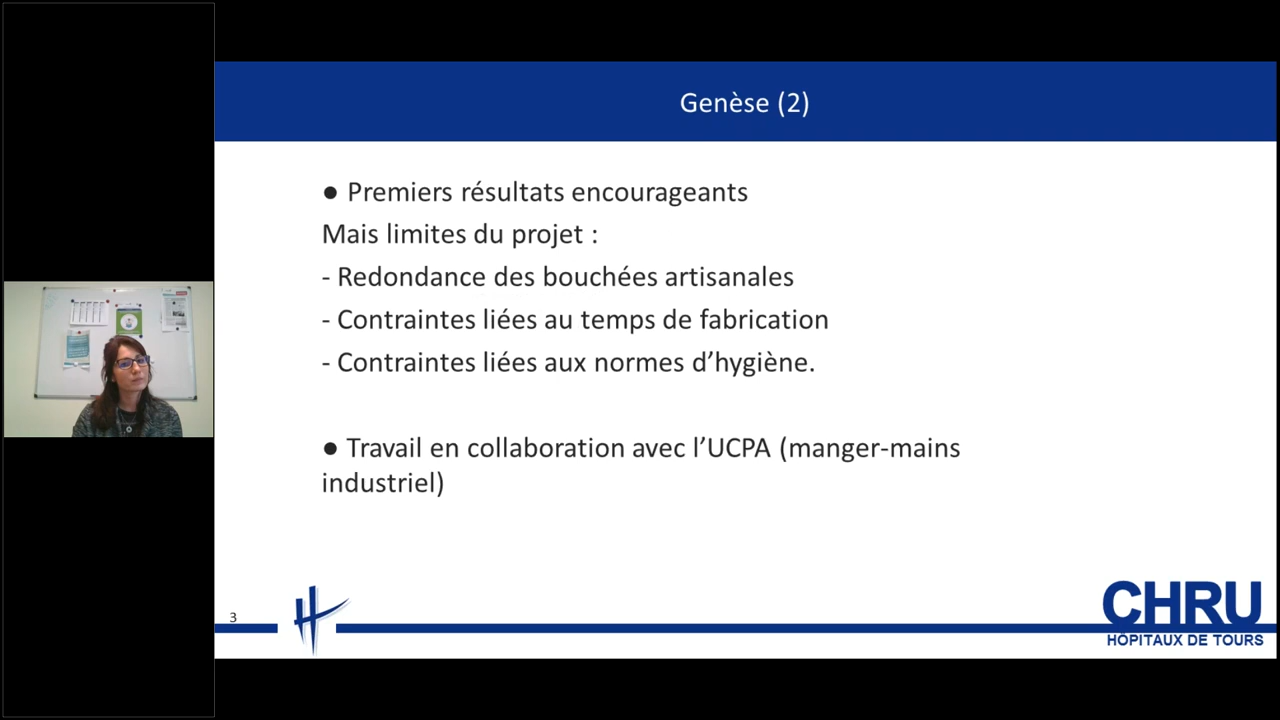 Genèse (2)
● Premiers résultats encourageants
Mais limites du projet :
- Redondance des bouchées artisanales
- Contraintes liées au temps de fabrication
- Contraintes liées aux normes d’hygiène.
● Travail en collaboration avec l’UCPA (manger-mains
industriel)
3
CHRU
HÔPITAUX DE TOURS